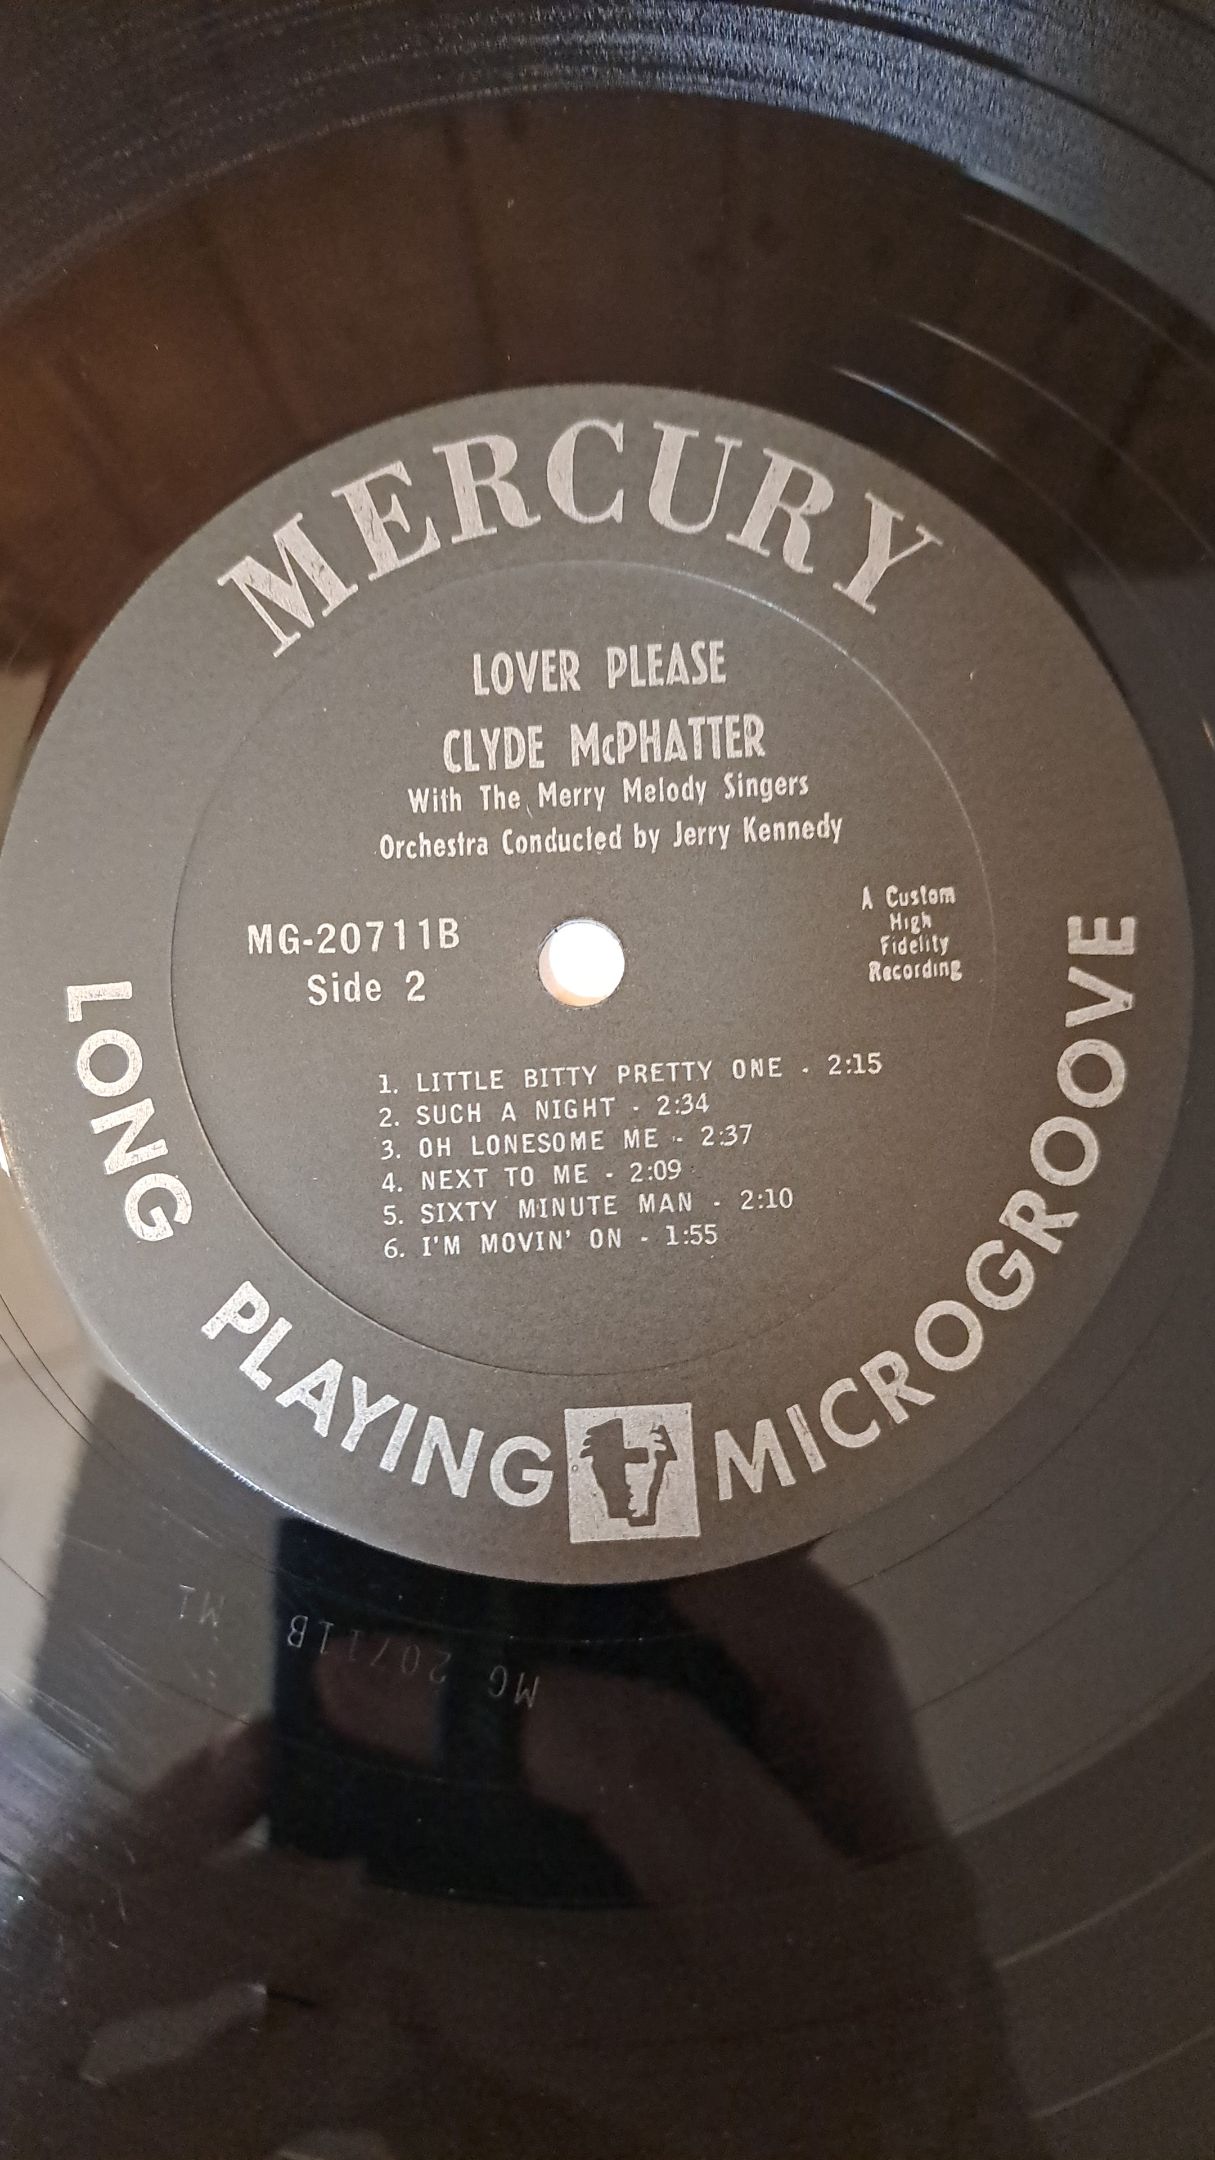 MERCURY
LOVER PLEASE
CLYDE McPHATTER
With The Merry Melody Singers
Orchestra Conducted by Jerry Kennedy
MG-20711B
Side 2
A Custom
High
Fidelity
Recording
1. LITTLE BITTY PRETTY ONE - 2:15
2. SUCH A NIGHT - 2:34
3. OH LONESOME ME - 2:37
4. NEXT TO ME - 2:09
5. SIXTY MINUTE MAN - 2:10
6. I'M MOVIN' ON - 1:55
LONG PLAYING MICROGROOVE
MG 20711B M1